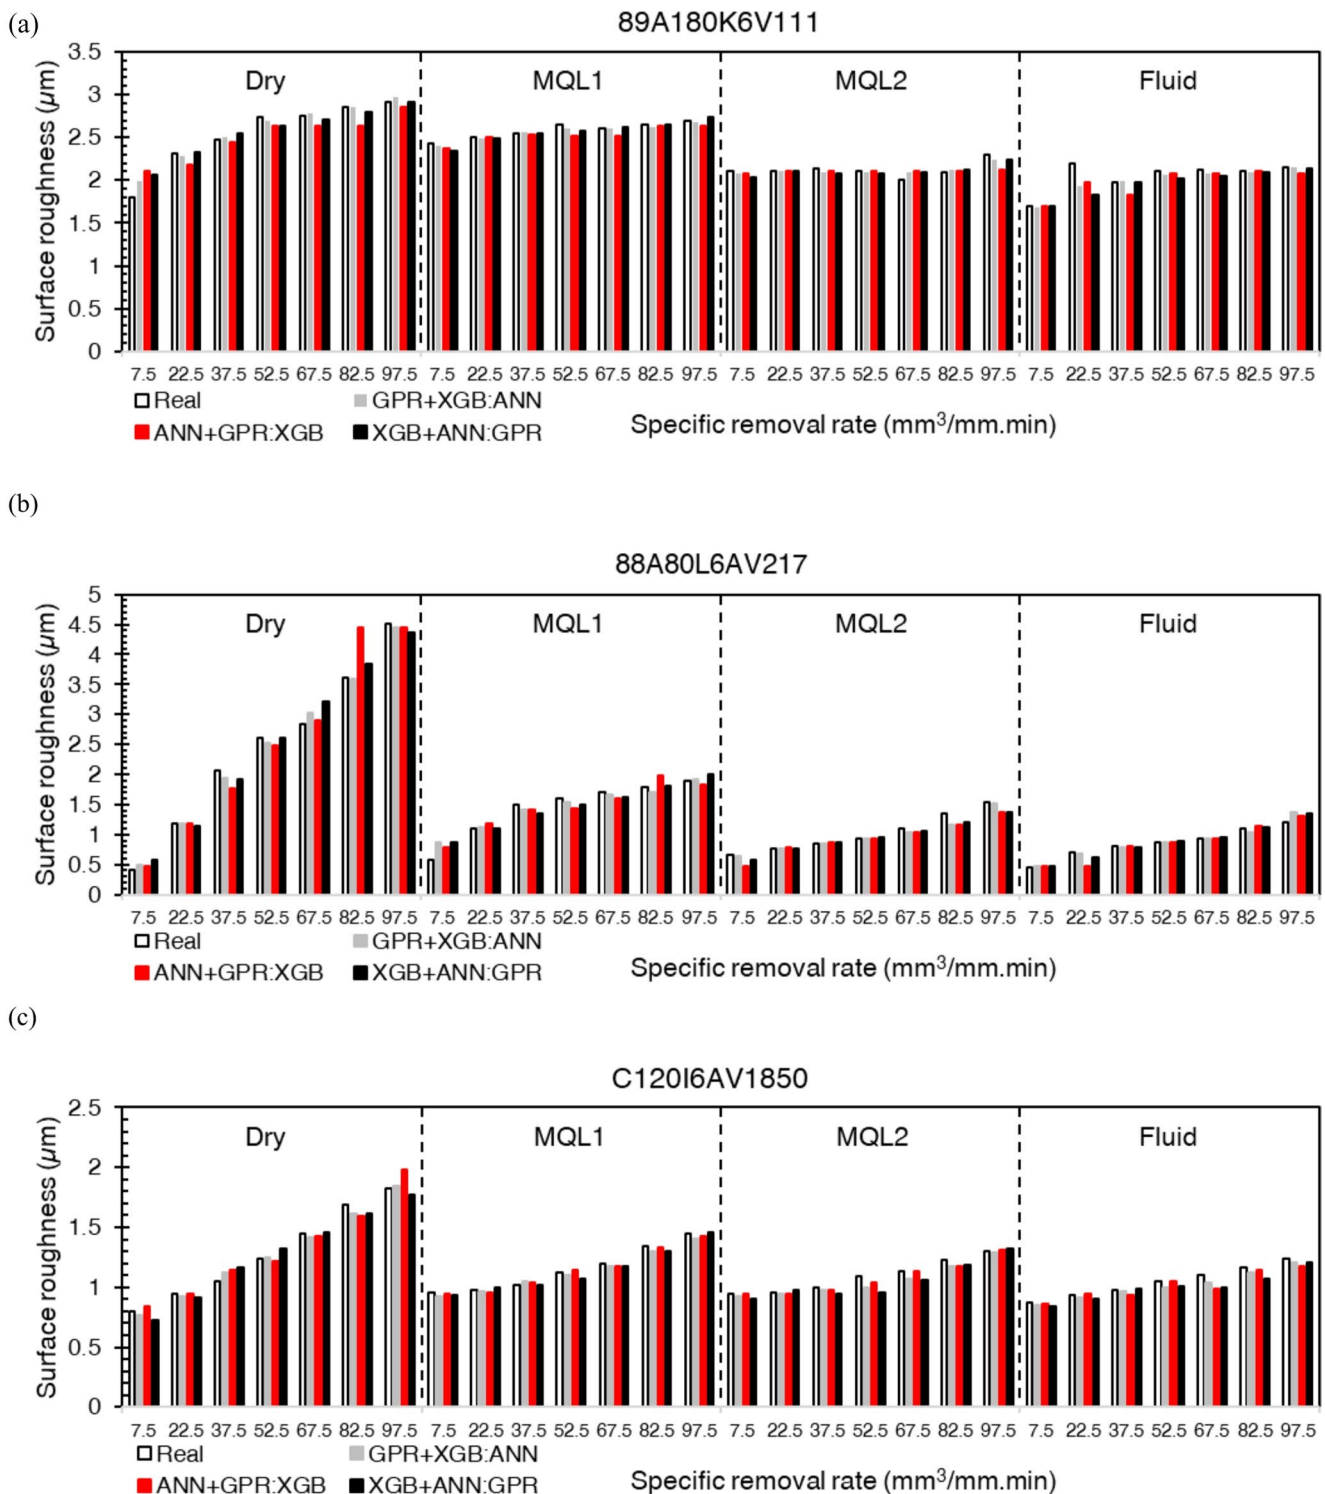 (a)
89A180K6V111
Surface roughness (µm)
3.5
3
2.5
2
1.5
1
0.5
0
Dry MQL1 MQL2 Fluid
7.5 22.5 37.5 52.5 67.5 82.5 97.5 7.5 22.5 37.5 52.5 67.5 82.5 97.5 7.5 22.5 37.5 52.5 67.5 82.5 97.5 7.5 22.5 37.5 52.5 67.5 82.5 97.5
Real GPR+XGB:ANN
ANN+GPR:XGB XGB+ANN:GPR
Specific removal rate (mm³/mm.min)
(b)
88A80L6AV217
Surface roughness (µm)
5
4.5
4
3.5
3
2.5
2
1.5
1
0.5
0
Dry MQL1 MQL2 Fluid
7.5 22.5 37.5 52.5 67.5 82.5 97.5 7.5 22.5 37.5 52.5 67.5 82.5 97.5 7.5 22.5 37.5 52.5 67.5 82.5 97.5 7.5 22.5 37.5 52.5 67.5 82.5 97.5
Real GPR+XGB:ANN
ANN+GPR:XGB XGB+ANN:GPR
Specific removal rate (mm³/mm.min)
(c)
C120I6AV1850
Surface roughness (µm)
2.5
2
1.5
1
0.5
0
Dry MQL1 MQL2 Fluid
7.5 22.5 37.5 52.5 67.5 82.5 97.5 7.5 22.5 37.5 52.5 67.5 82.5 97.5 7.5 22.5 37.5 52.5 67.5 82.5 97.5 7.5 22.5 37.5 52.5 67.5 82.5 97.5
Real GPR+XGB:ANN
ANN+GPR:XGB XGB+ANN:GPR
Specific removal rate (mm³/mm.min)